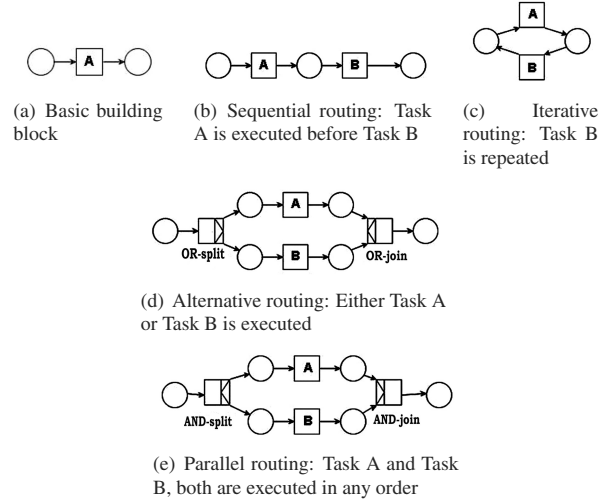 A
(a) Basic building
block
A
B
(b) Sequential routing: Task
A is executed before Task B
A
B
(c) Iterative
routing: Task B
is repeated
A
OR-split
B
OR-join
(d) Alternative routing: Either Task A
or Task B is executed
A
AND-split
B
AND-join
(e) Parallel routing: Task A and Task
B, both are executed in any order